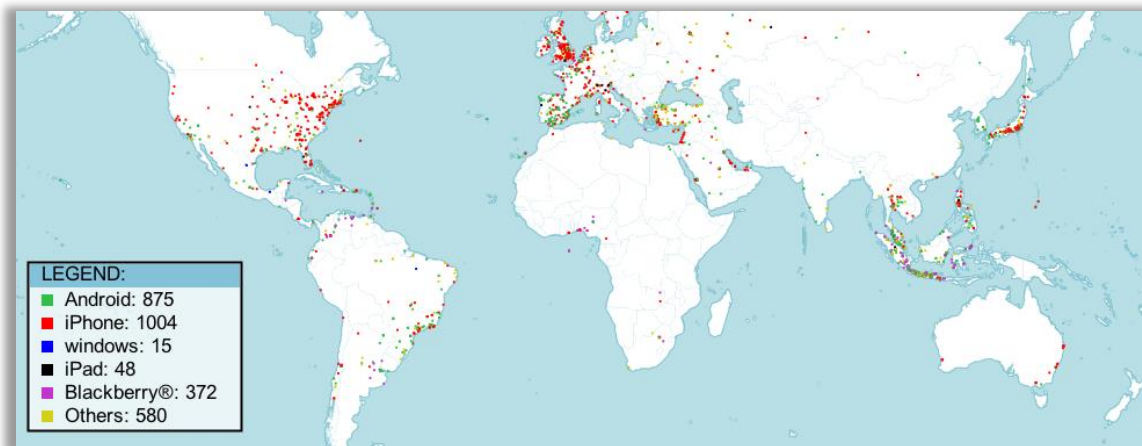 LEGEND:
Android: 875
iPhone: 1004
windows: 15
iPad: 48
Blackberry®: 372
Others: 580